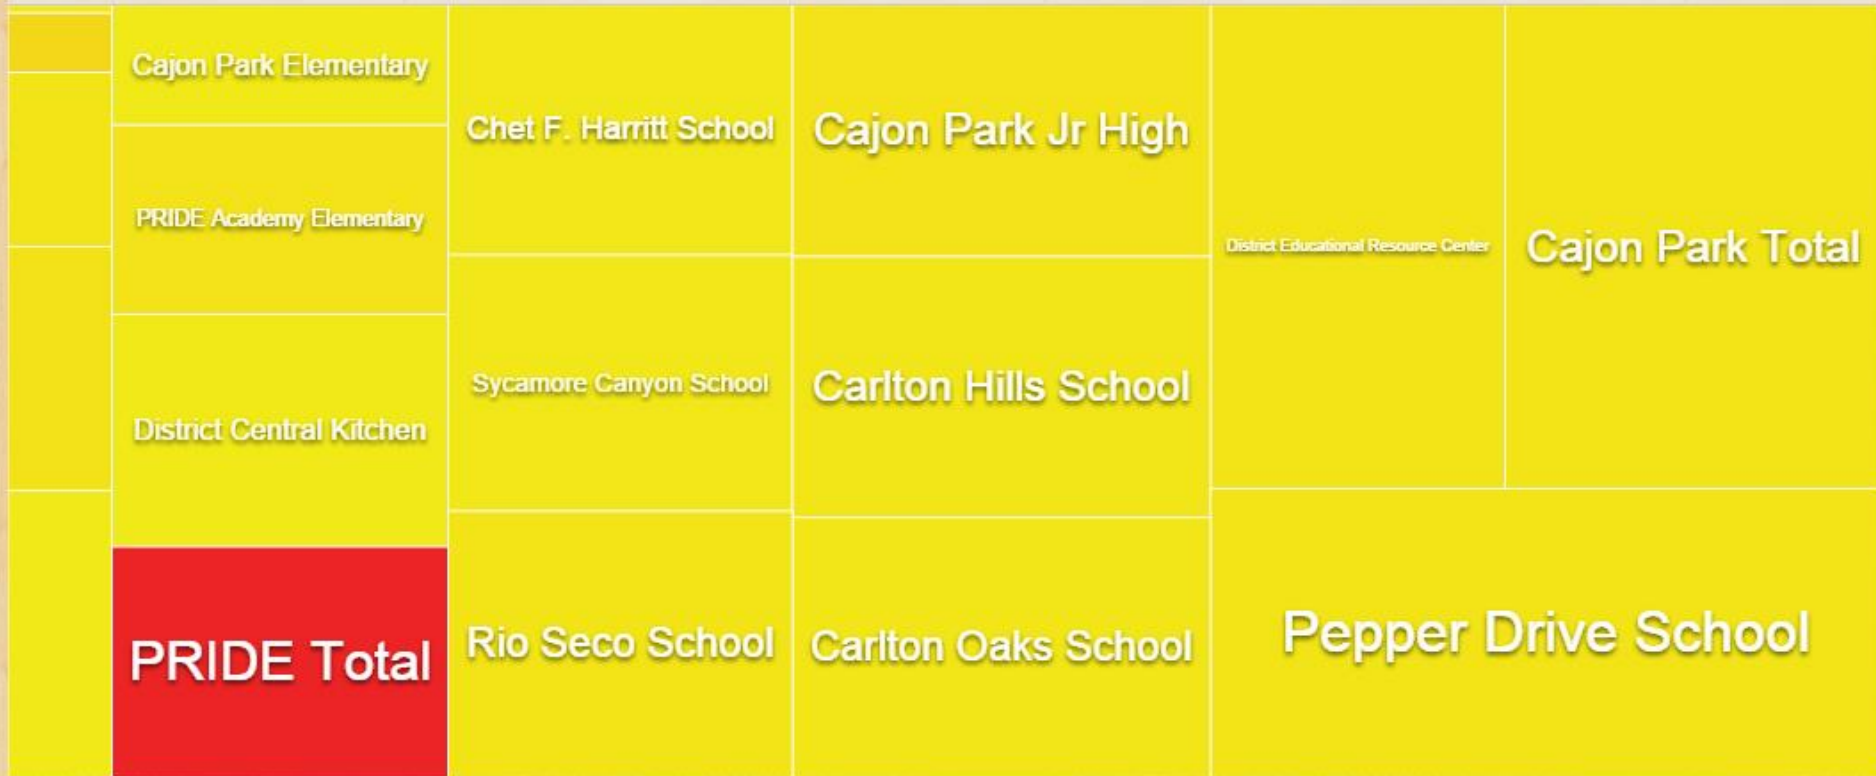 Cajon Park Elementary
PRIDE Academy Elementary
District Central Kitchen
PRIDE Total
Chet F. Harritt School
Sycamore Canyon School
Rio Seco School
Cajon Park Jr High
Carlton Hills School
Carlton Oaks School
District Educational Resource Center
Cajon Park Total
Pepper Drive School